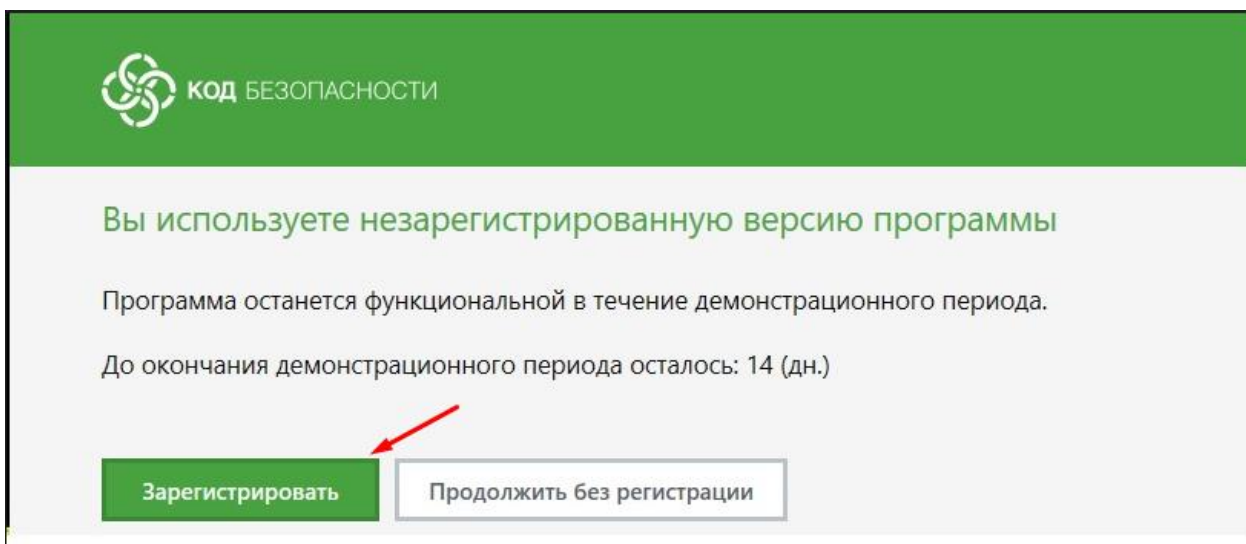 КОД БЕЗОПАСНОСТИ
Вы используете незарегистрированную версию программы
Программа останется функциональной в течение демонстрационного периода.
До окончания демонстрационного периода осталось: 14 (дн.)
Зарегистрировать
Продолжить без регистрации